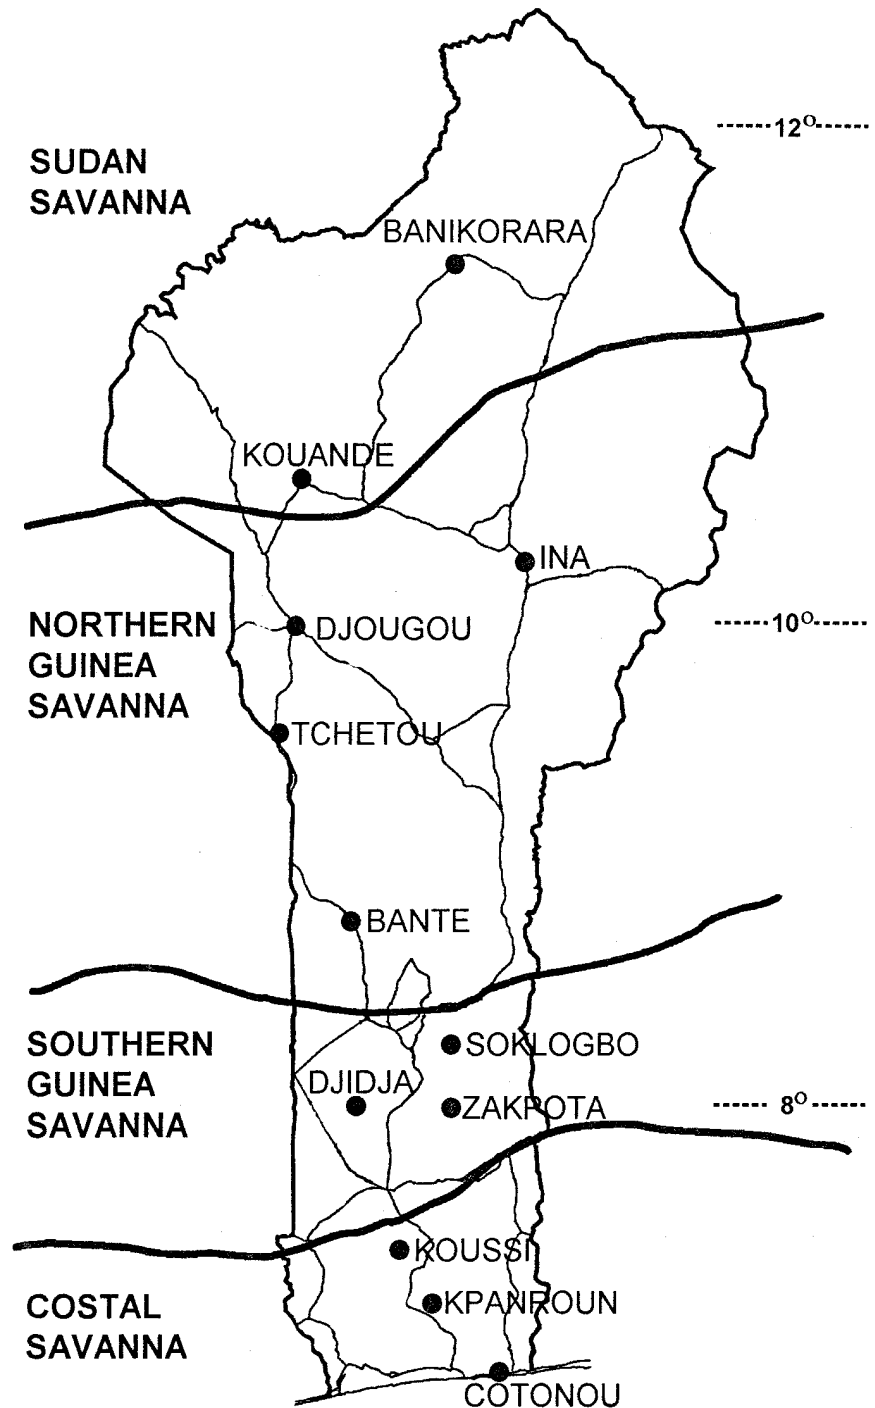 12°
SUDAN
SAVANNA
BANIKORARA
KOUANDE
INA
NORTHERN
GUINEA
SAVANNA
DJOUGOU
10°
TCHETOU
BANTE
SOUTHERN
GUINEA
SAVANNA
SOKLOGBO
DJIDJA
ZAKPOTA
8°
KOUSSI
COSTAL
SAVANNA
KPANROUN
COTONOU